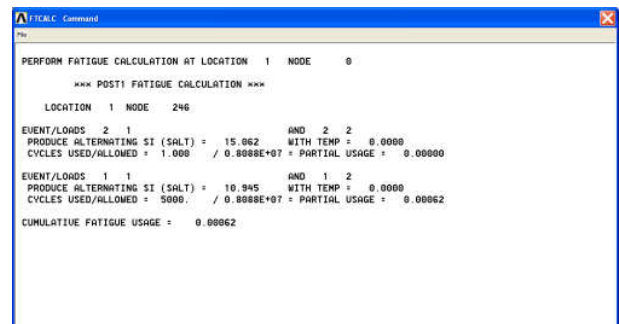 FTCALC Command
File
PERFORM FATIGUE CALCULATION AT LOCATION 1 NODE 0
*** POST1 FATIGUE CALCULATION ***
LOCATION 1 NODE 246
EVENT/LOADS 2 1 AND 2 2
PRODUCE ALTERNATING SI (SALT) = 15.062 WITH TEMP = 0.0000
CYCLES USED/ALLOWED = 1.000 / 0.8088E+07 = PARTIAL USAGE = 0.00000
EVENT/LOADS 1 1 AND 1 2
PRODUCE ALTERNATING SI (SALT) = 10.945 WITH TEMP = 0.0000
CYCLES USED/ALLOWED = 5000. / 0.8088E+07 = PARTIAL USAGE = 0.00062
CUMULATIVE FATIGUE USAGE = 0.00062